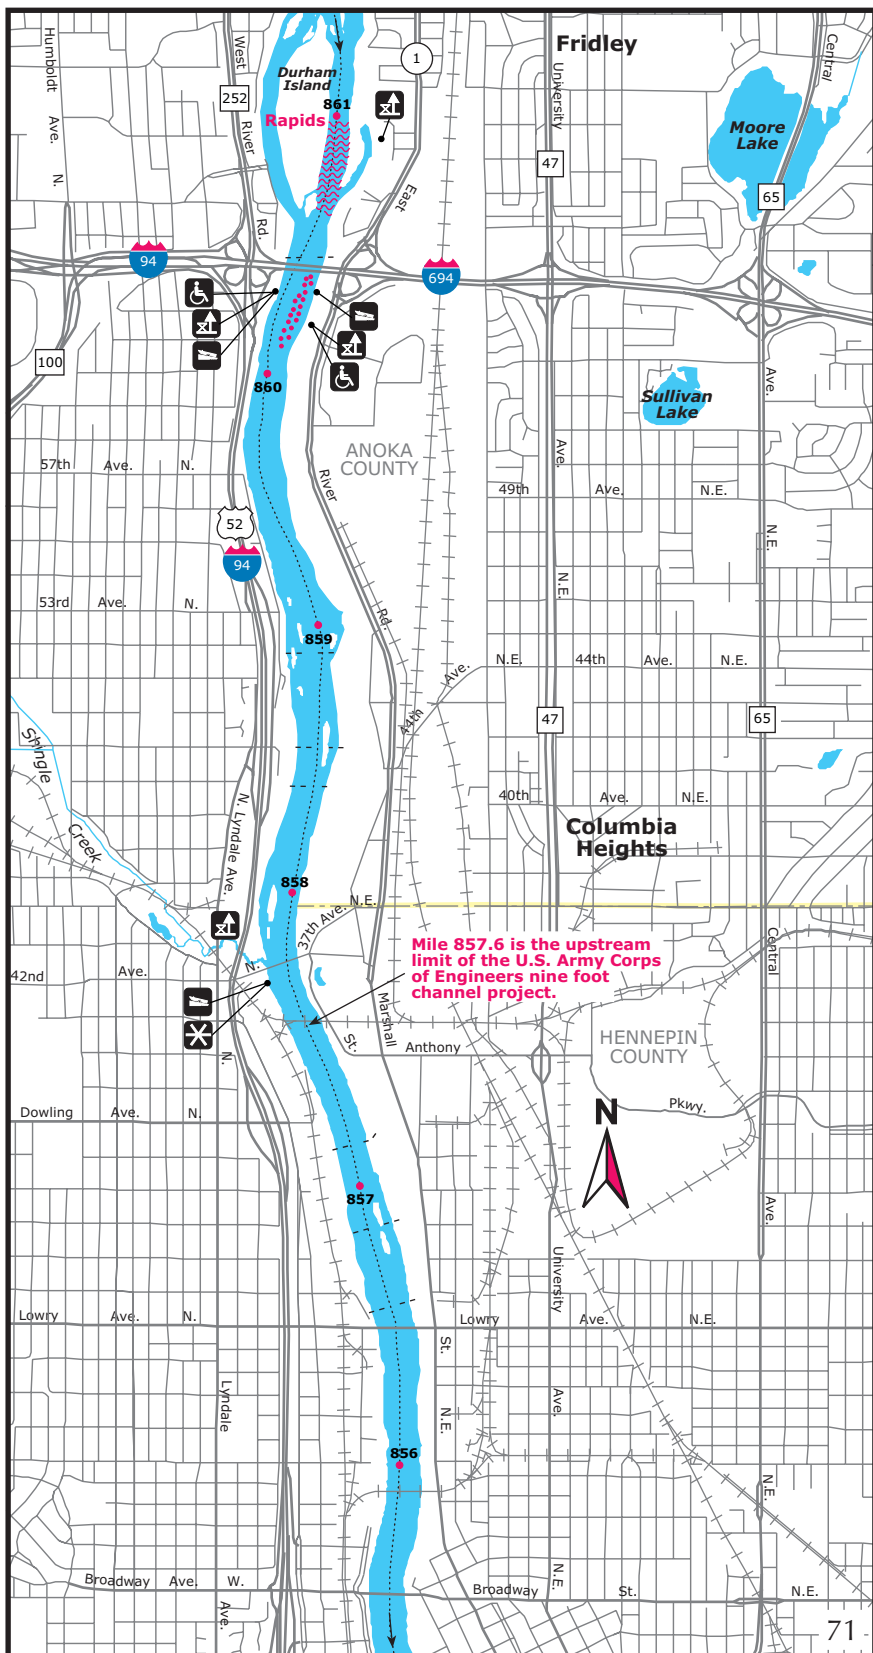 Humboldt
Ave.
N.
West
252
River
Rd.
Durham
Island
861
Rapids
1
East
Fridley
University
47
Central
Moore
Lake
65
94
694
100
860
Sullivan
Lake
Ave.
ANOKA
COUNTY
57th Ave. N.
River
Ave.
49th Ave. N.E.
52
94
N.E.
N.E.
53rd Ave. N.
859
Rd.
44th Ave. N.E. 44th Ave. N.E.
47
65
Shingle
Creek
40th Ave. N.E.
N. Lyndale Ave.
Columbia
Heights
858
37th Ave. N.E.
Mile 857.6 is the upstream
limit of the U.S. Army Corps
of Engineers nine foot
channel project.
Central
42nd Ave. N.
Marshall
St. Anthony
HENNEPIN
COUNTY
N.
Pkwy.
N
Dowling Ave. N.
857
Ave.
University
Lowry Ave. N.
Lowry Ave. N.E.
St.
Lyndale
Ave.
N.E.
856
N.E.
Broadway Ave. W.
Broadway St. N.E.
N.E.
Ave.
71